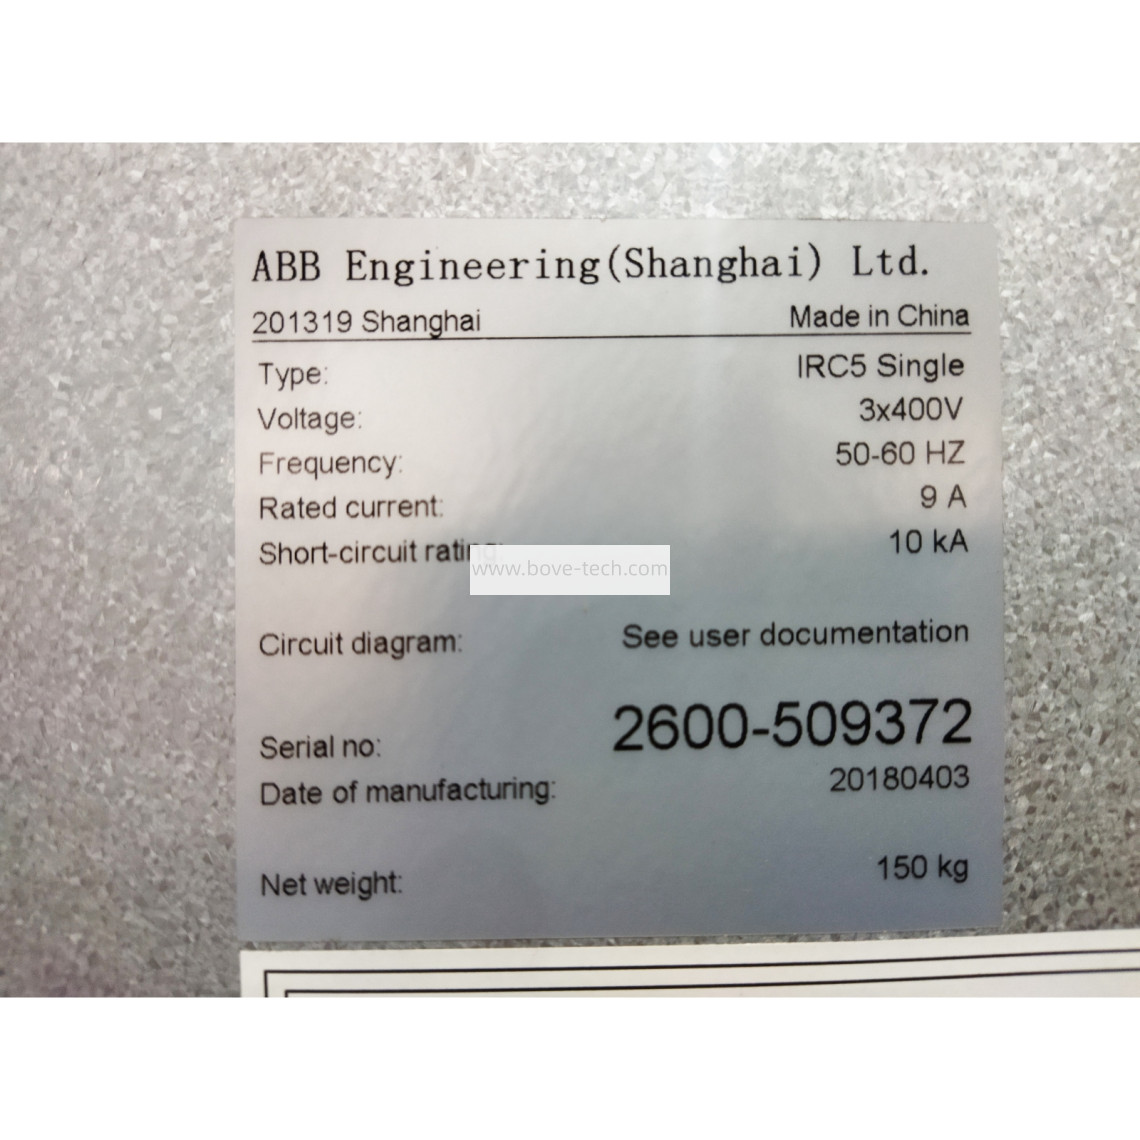 ABB Engineering(Shanghai) Ltd.
201319 Shanghai Made in China
Type: IRC5 Single
Voltage: 3x400V
Frequency: 50-60 HZ
Rated current: 9 A
Short-circuit rating: 10 kA
www.bove-tech.com
Circuit diagram: See user documentation
Serial no: 2600-509372
Date of manufacturing: 20180403
Net weight: 150 kg